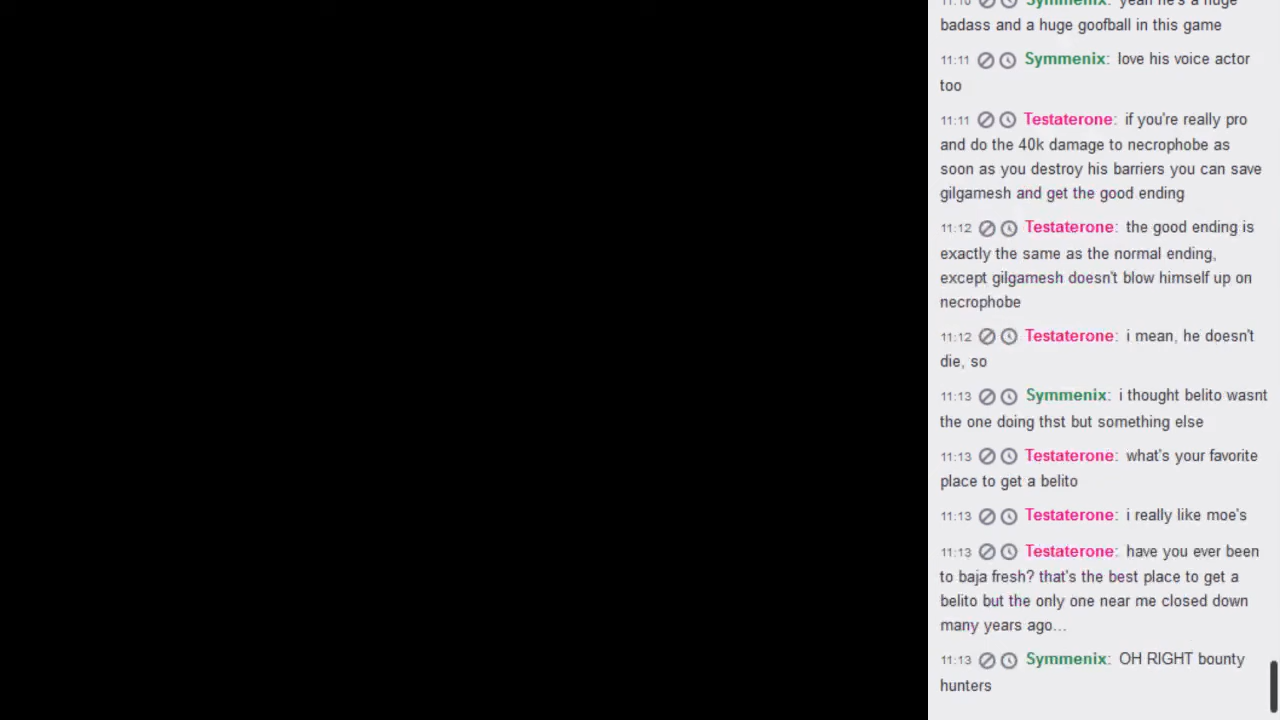 11:10 Symmenix: yeah he's a huge
badass and a huge goofball in this game
11:11 Symmenix: love his voice actor
too
11:11 Testaterone: if you're really pro
and do the 40k damage to necrophobe as
soon as you destroy his barriers you can save
gilgamesh and get the good ending
11:12 Testaterone: the good ending is
exactly the same as the normal ending,
except gilgamesh doesn't blow himself up on
necrophobe
11:12 Testaterone: i mean, he doesn't
die, so
11:13 Symmenix: i thought belito wasnt
the one doing thst but something else
11:13 Testaterone: what's your favorite
place to get a belito
11:13 Testaterone: i really like moe's
11:13 Testaterone: have you ever been
to baja fresh? that's the best place to get a
belito but the only one near me closed down
many years ago...
11:13 Symmenix: OH RIGHT bounty
hunters